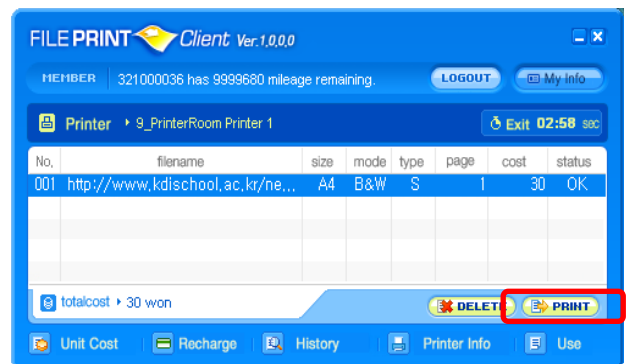 FILE PRINT Client Ver.1,0,0,0
MEMBER 321000036 has 9999680 mileage remaining. LOGOUT My Info
Printer 9_PrinterRoom Printer 1 Exit 02:58 sec
No, filename size mode type page cost status
001 http://www,kdischool,ac,kr/ne,,, A4 B&W S 1 30 OK
totalcost 30 won DELETE PRINT
Unit Cost Recharge History Printer Info Use